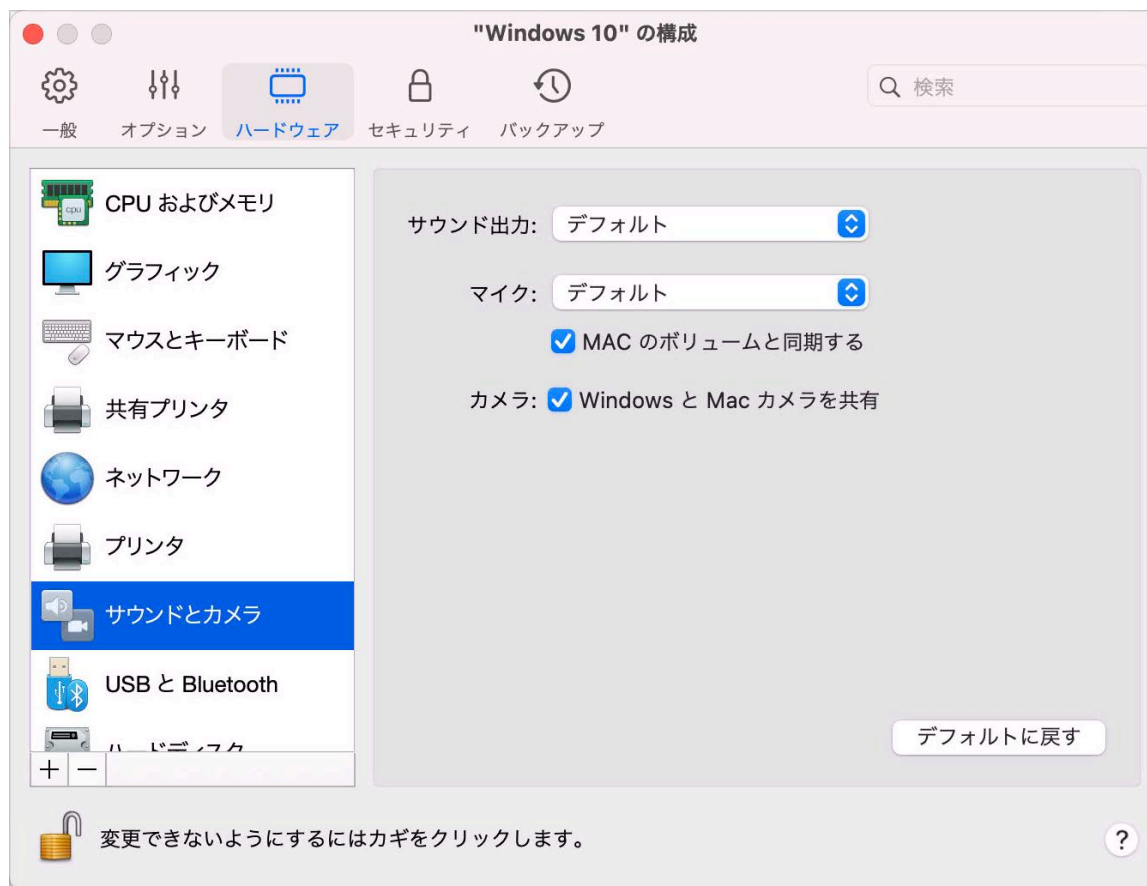 "Windows 10" の構成
一般
オプション
ハードウェア
セキュリティ
バックアップ
検索
cpu
CPU およびメモリ
グラフィック
マウスとキーボード
共有プリンタ
ネットワーク
プリンタ
サウンドとカメラ
USB と Bluetooth
ハードディスク
サウンド出力: デフォルト
マイク: デフォルト
MAC のボリュームと同期する
カメラ: Windows と Mac カメラを共有
デフォルトに戻す
変更できないようにするにはカギをクリックします。
?